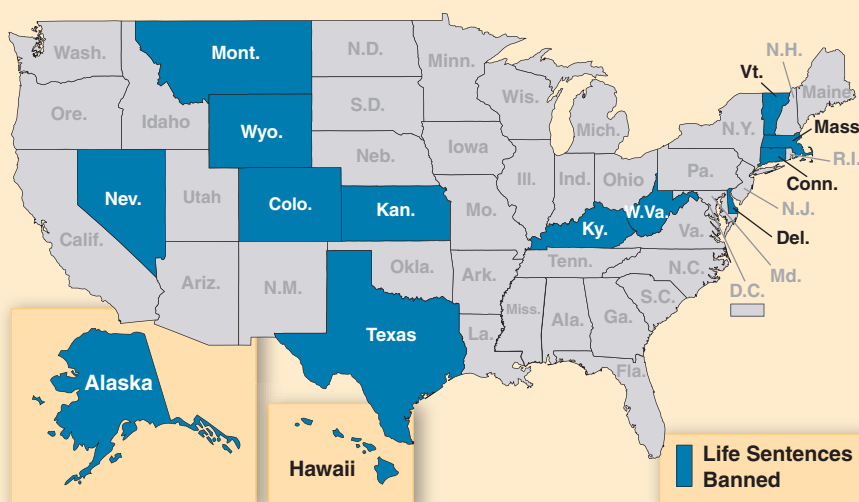 Wash.
Mont.
N.D.
Minn.
N.H.
Vt.
Maine
Ore.
Idaho
S.D.
Wis.
Mich.
N.Y.
Mass
Wyo.
Iowa
R.I.
Neb.
Pa.
Conn.
Nev.
Utah
Colo.
Kan.
Ill.
Ind.
Ohio
N.J.
Mo.
W.Va.
Ky.
Va.
Del.
Calif.
Okla.
Tenn.
N.C.
Md.
Ariz.
N.M.
Ark.
S.C.
D.C.
Miss.
Ala.
Ga.
Texas
La.
Fla.
Alaska
Hawaii
Life Sentences
Banned